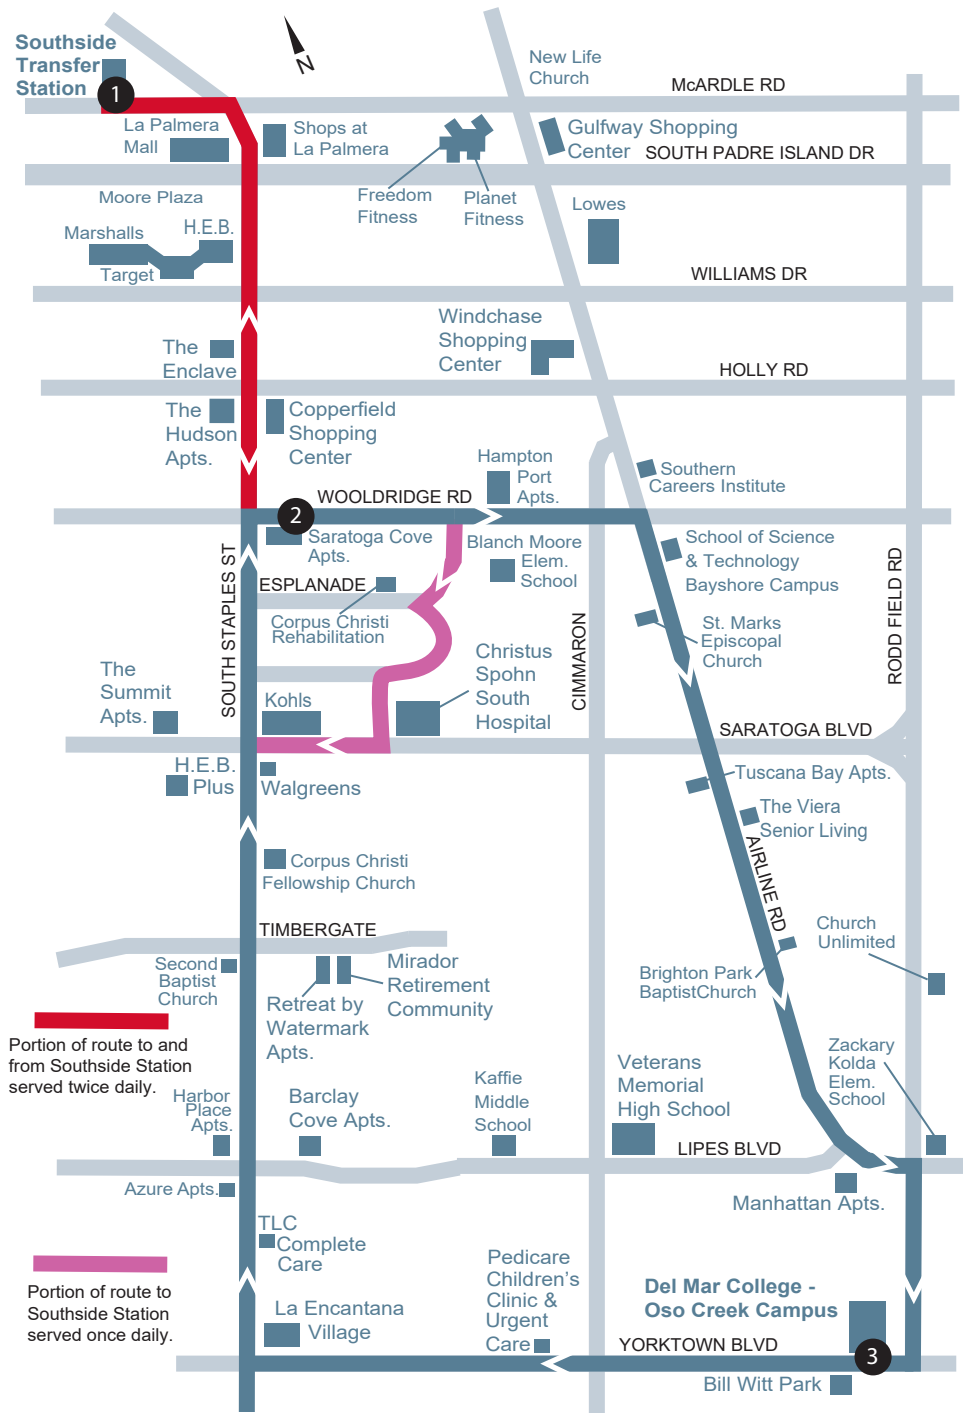 Southside
Transfer
Station
1
N
New Life
Church
McARDLE RD
La Palmera
Mall
Shops at
La Palmera
Gulfway Shopping
Center
SOUTH PADRE ISLAND DR
Moore Plaza
Freedom
Fitness
Planet
Fitness
Lowes
Marshalls
H.E.B.
Target
WILLIAMS DR
Windchase
Shopping
Center
The
Enclave
HOLLY RD
The
Hudson
Apts.
Copperfield
Shopping
Center
Hampton
Port
Apts.
Southern
Careers Institute
WOOLDRIDGE RD
2
Saratoga Cove
Apts.
Blanch Moore
Elem.
School
School of Science
& Technology
Bayshore Campus
SOUTH STAPLES ST
ESPLANADE
Corpus Christi
Rehabilitation
CIMMARON
RODD FIELD RD
St. Marks
Episcopal
Church
Christus
Spohn
South
Hospital
The
Summit
Apts.
Kohls
SARATOGA BLVD
H.E.B.
Plus
Walgreens
Tuscana Bay Apts.
The Viera
Senior Living
AIRLINE RD
Corpus Christi
Fellowship Church
TIMBERGATE
Church
Unlimited
Second
Baptist
Church
Mirador
Retirement
Community
Retreat by
Watermark
Apts.
Brighton Park
BaptistChurch
Portion of route to and
from Southside Station
served twice daily.
Zackary
Kolda
Elem.
School
Veterans
Memorial
High School
Kaffie
Middle
School
Harbor
Place
Apts.
Barclay
Cove Apts.
LIPES BLVD
Azure Apts.
Manhattan Apts.
TLC
Complete
Care
Pedicare
Children's
Clinic &
Urgent
Care
Portion of route to
Southside Station
served once daily.
La Encantana
Village
Del Mar College -
Oso Creek Campus
YORKTOWN BLVD
3
Bill Witt Park